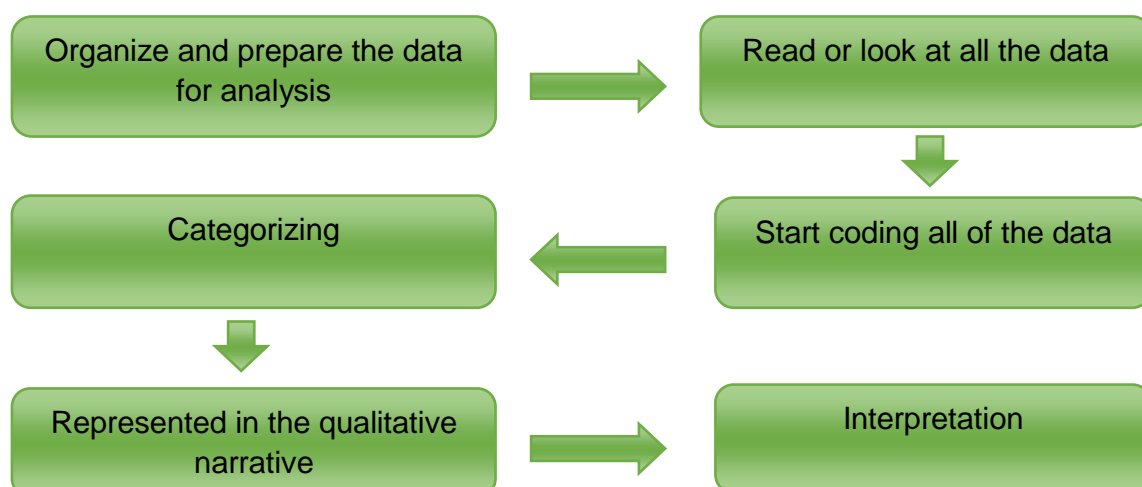 Organize and prepare the data
for analysis
Read or look at all the data
Start coding all of the data
Categorizing
Represented in the qualitative
narrative
Interpretation